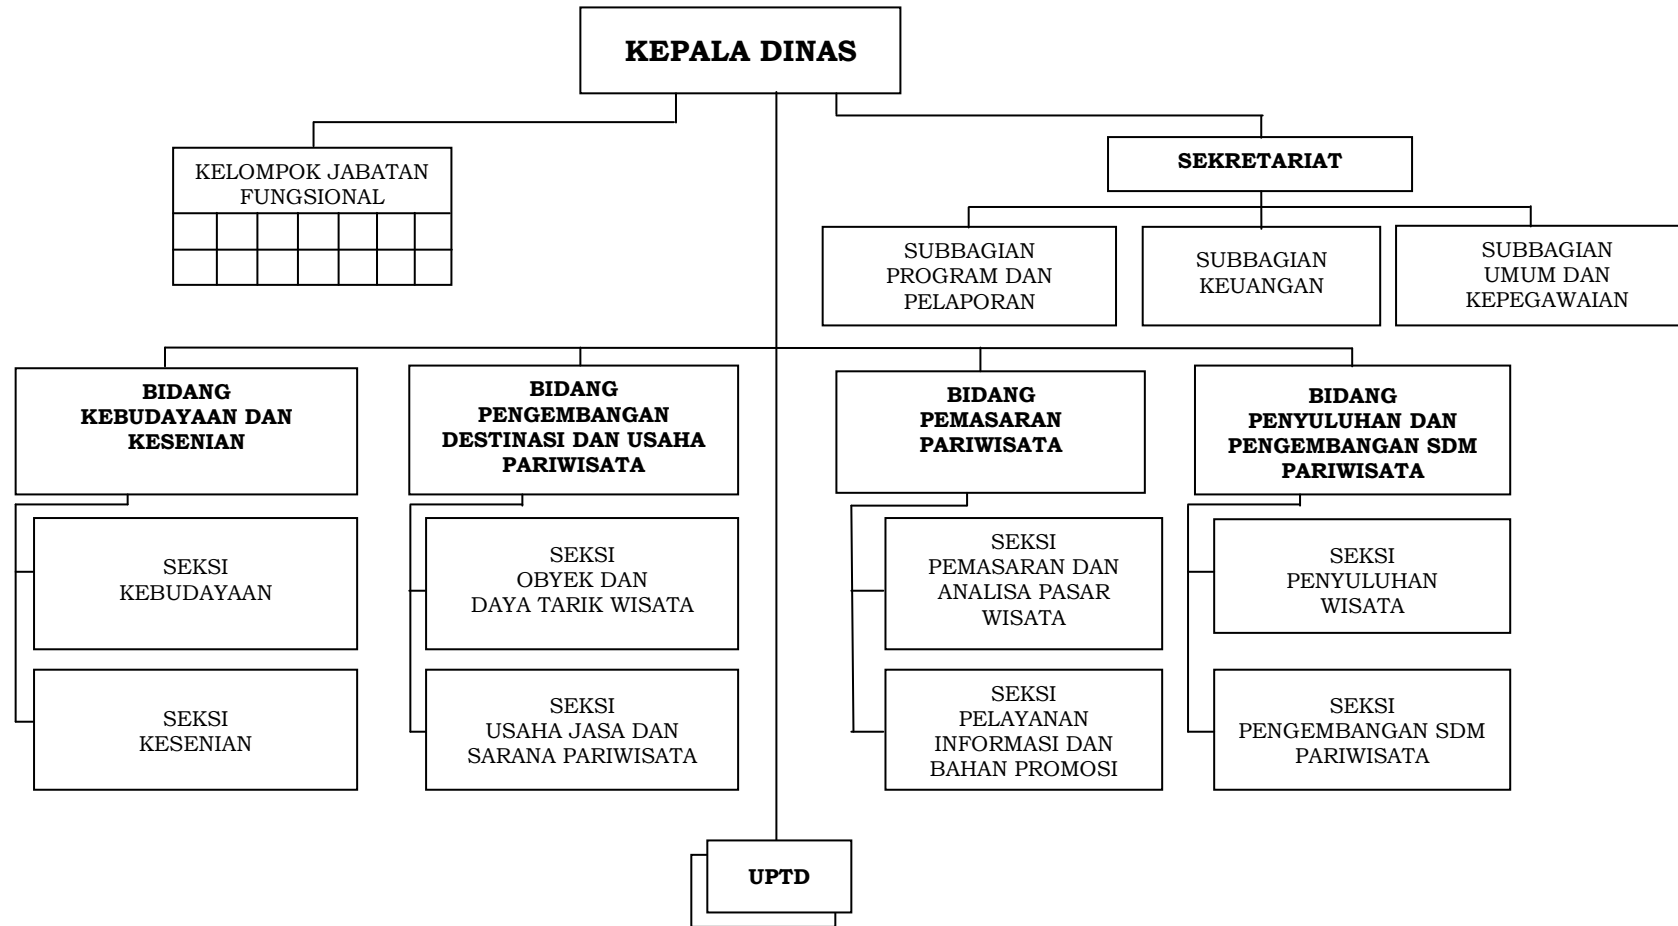 KEPALA DINAS
KELOMPOK JABATAN
FUNGSIONAL
SEKRETARIAT
SUBBAGIAN
PROGRAM DAN
PELAPORAN
SUBBAGIAN
KEUANGAN
SUBBAGIAN
UMUM DAN
KEPEGAWAIAN
BIDANG
KEBUDAYAAN DAN
KESENIAN
BIDANG
PENGEMBANGAN
DESTINASI DAN USAHA
PARIWISATA
BIDANG
PEMASARAN
PARIWISATA
BIDANG
PENYULUHAN DAN
PENGEMBANGAN SDM
PARIWISATA
SEKSI
KEBUDAYAAN
SEKSI
OBYEK DAN
DAYA TARIK WISATA
SEKSI
PEMASARAN DAN
ANALISA PASAR
WISATA
SEKSI
PENYULUHAN
WISATA
SEKSI
KESENIAN
SEKSI
USAHA JASA DAN
SARANA PARIWISATA
SEKSI
PELAYANAN
INFORMASI DAN
BAHAN PROMOSI
SEKSI
PENGEMBANGAN SDM
PARIWISATA
UPTD